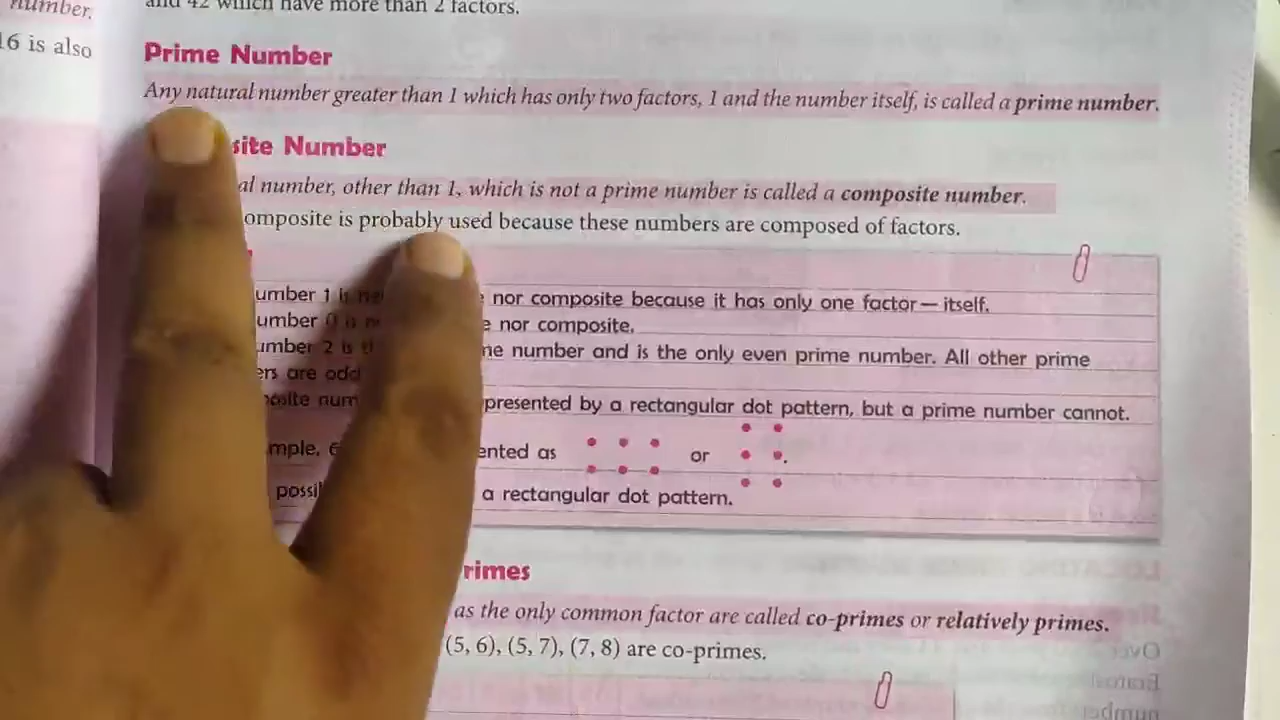 number.
16 is also
and 42 which have more than 2 factors.
Prime Number
Any natural number greater than 1 which has only two factors, 1 and the number itself, is called a prime number.
site Number
al number, other than 1, which is not a prime number is called a composite number.
omposite is probably used because these numbers are composed of factors.
umber 1 is nor composite because it has only one factor — itself.
umber 0 is nor composite.
umber 2 is number and is the only even prime number. All other prime
ers are odd
posite num presented by a rectangular dot pattern, but a prime number cannot.
mple, 6 ented as or .
possi a rectangular dot pattern.
rimes
as the only common factor are called co-primes or relatively primes.
(5, 6), (5, 7), (7, 8) are co-primes.